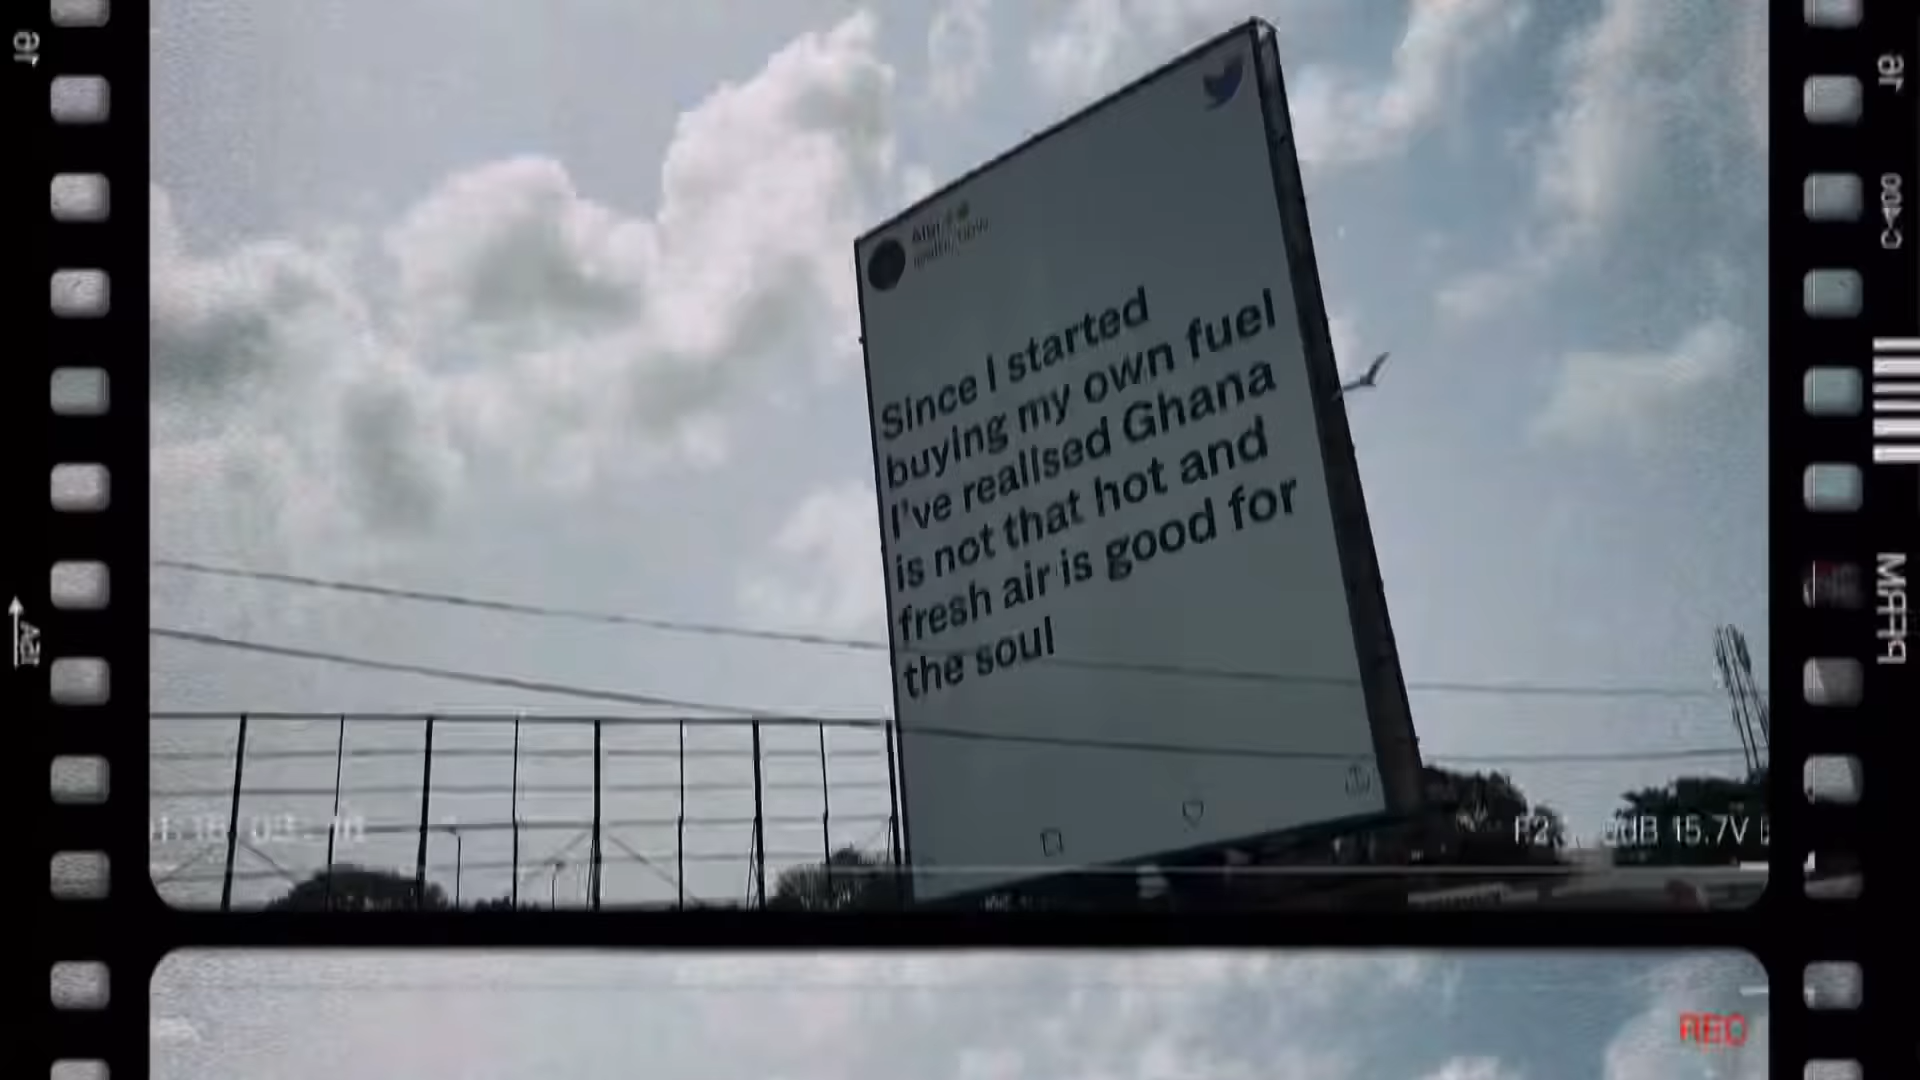 Since I started
buying my own fuel
I've realised Ghana
is not that hot and
fresh air is good for
the soul
15.7V
REC